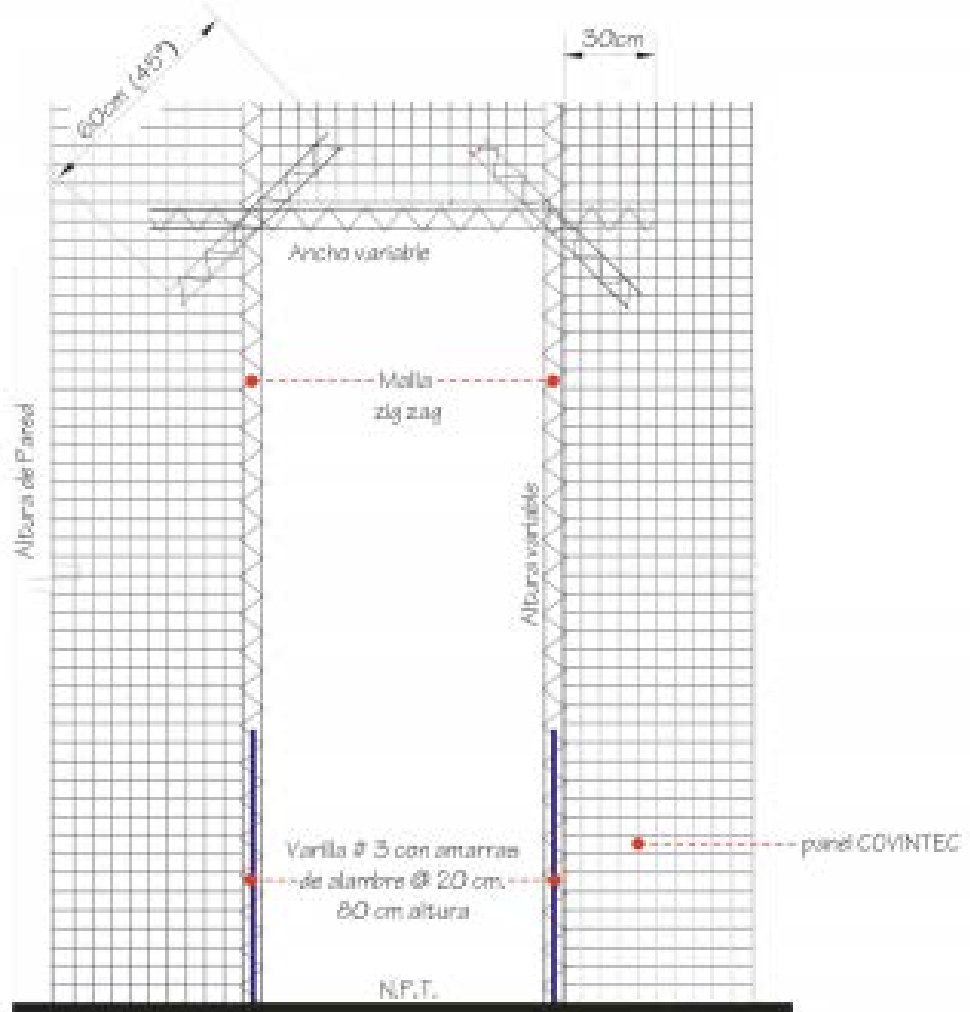 60cm (45°)
30cm
Ancho variable
Malla
zig zag
Altura de Pared
Altura variable
Varilla # 3 con amarras
de alambre @ 20 cm.
80 cm altura
panel COVINTEC
N.P.T.